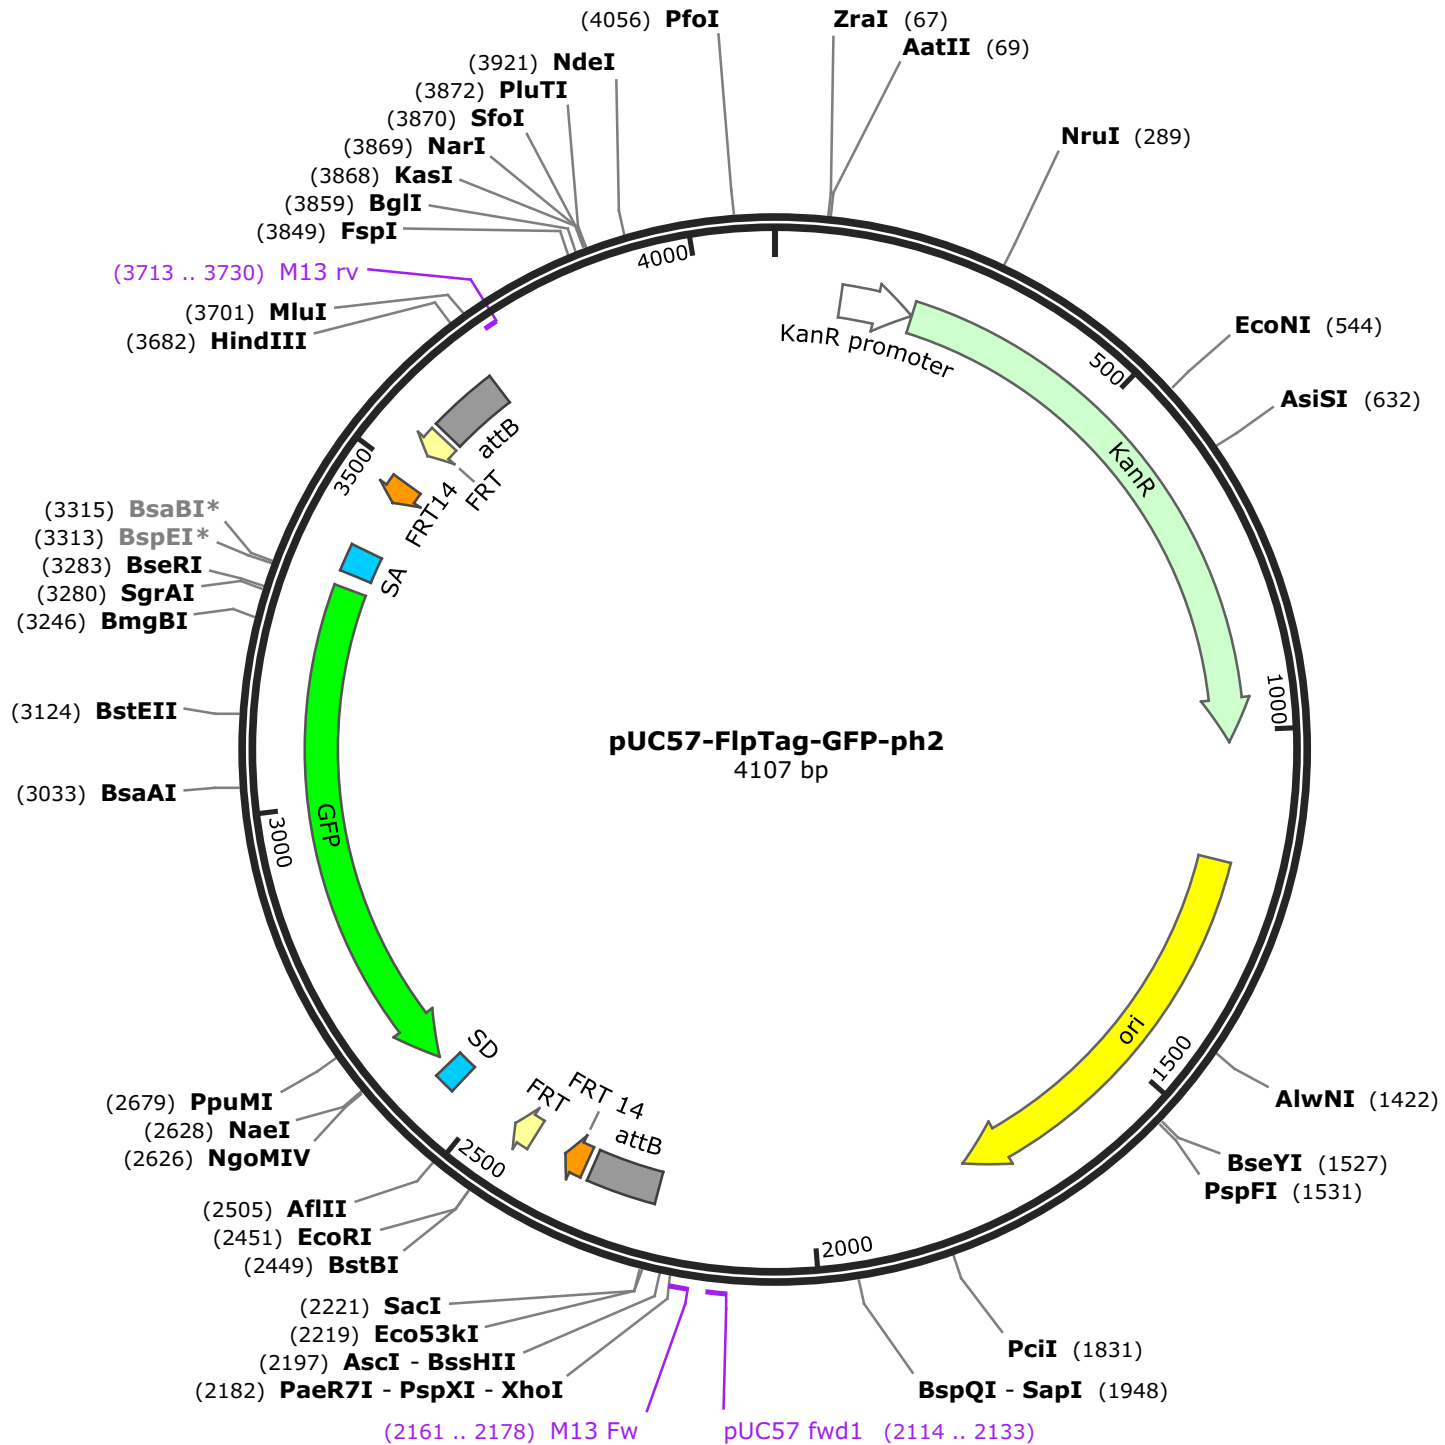 (4056) PfoI
ZraI (67)
AatII (69)
(3921) NdeI
(3872) PluTI
(3870) SfoI
(3869) NarI
(3868) KasI
(3859) BglI
(3849) FspI
NruI (289)
(3713 .. 3730) M13 rv
(3701) MluI
(3682) HindIII
EcoNI (544)
AsiSI (632)
4000
500
1000
1500
2000
2500
3000
3500
KanR promoter
KanR
attB
FRT
FRT14
SA
GFP
(3315) BsaBI*
(3313) BspEI*
(3283) BseRI
(3280) SgrAI
(3246) BmgBI
(3124) BstEII
(3033) BsaAI
pUC57-FlpTag-GFP-ph2
4107 bp
ori
SD
FRT
FRT 14
attB
(2679) PpuMI
(2628) NaeI
(2626) NgoMIV
(2505) AflII
(2451) EcoRI
(2449) BstBI
(2221) SacI
(2219) Eco53kI
(2197) AscI - BssHII
(2182) PaeR7I - PspXI - XhoI
(2161 .. 2178) M13 Fw
pUC57 fwd1 (2114 .. 2133)
AlwNI (1422)
BseYI (1527)
PspFI (1531)
PciI (1831)
BspQI - SapI (1948)